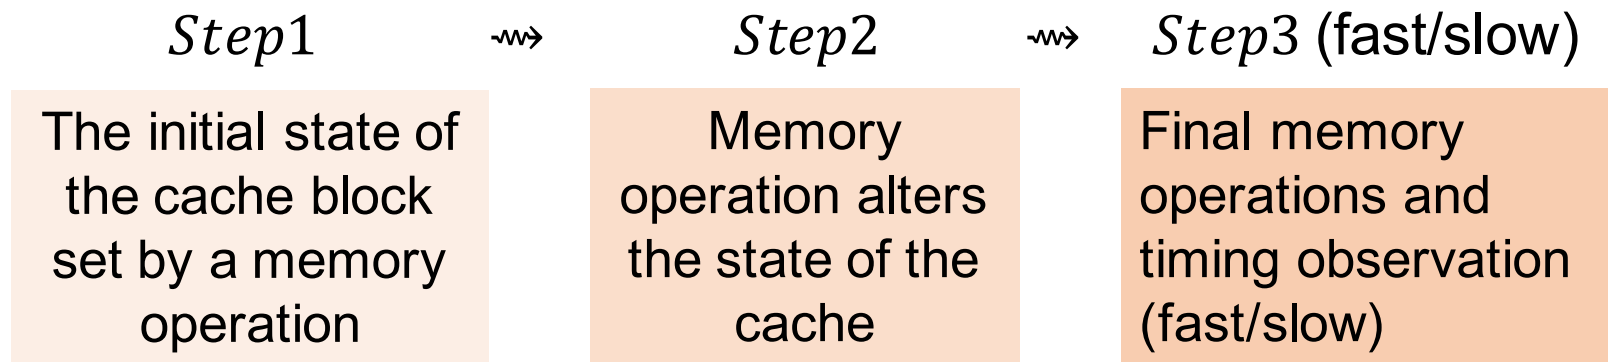 Step1 ⇝ Step2 ⇝ Step3 (fast/slow)
The initial state of
the cache block
set by a memory
operation
Memory
operation alters
the state of the
cache
Final memory
operations and
timing observation
(fast/slow)